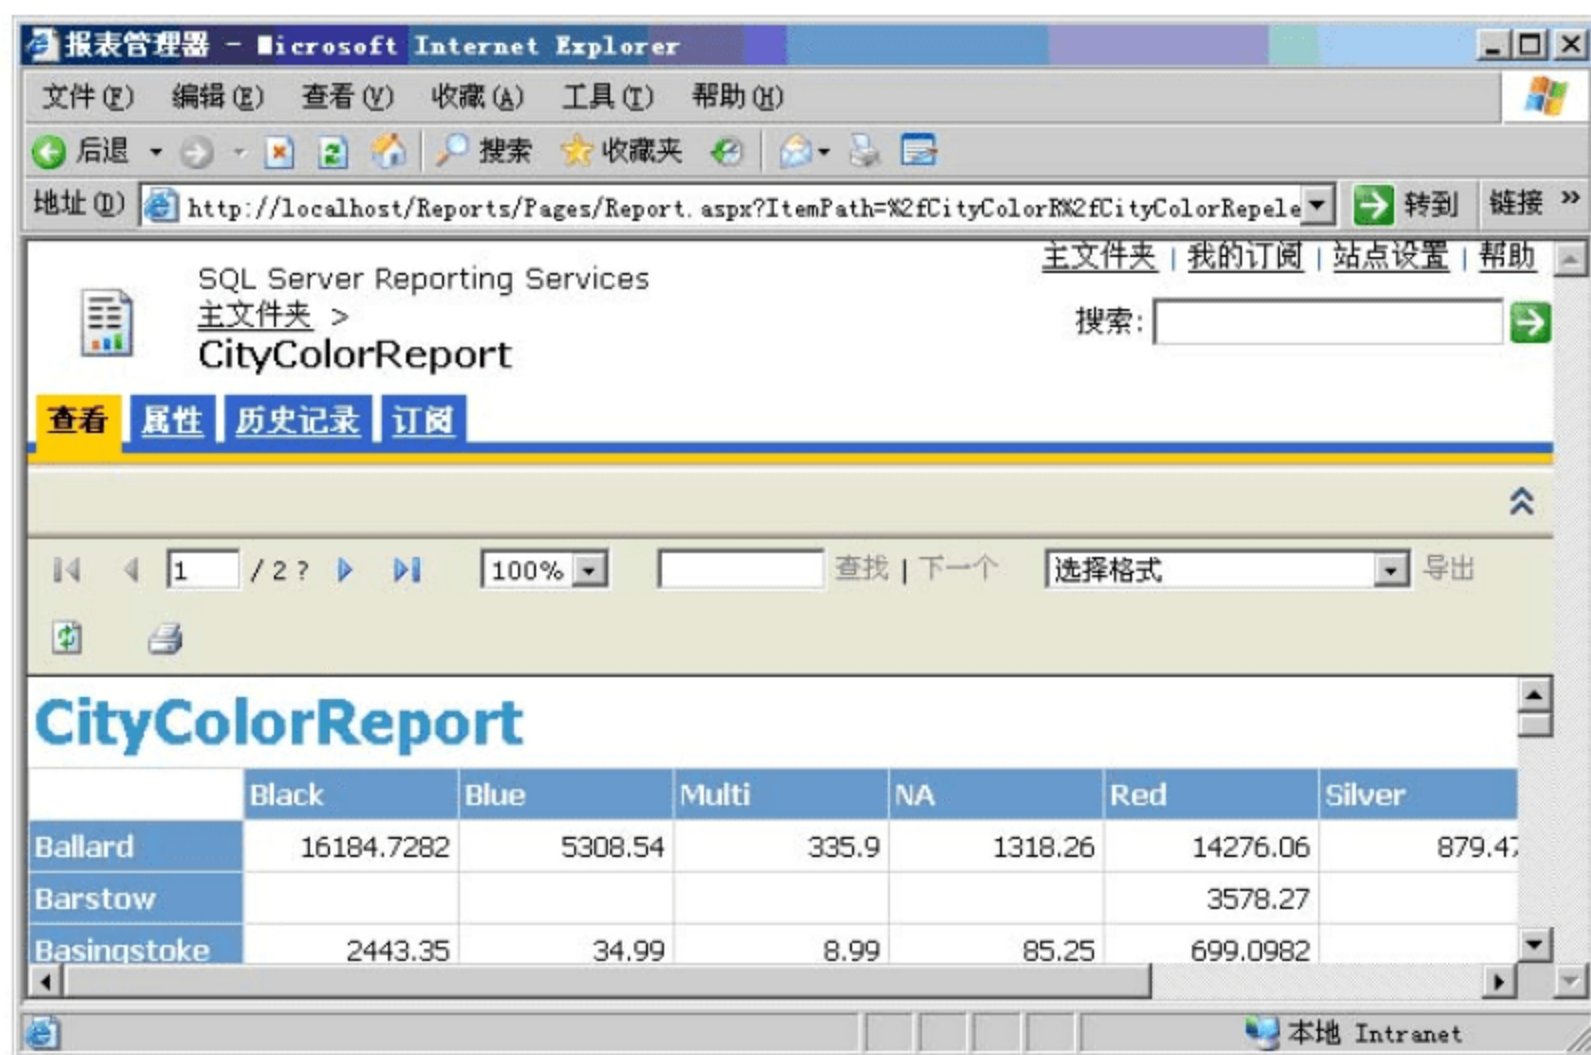 报表管理器 - Microsoft Internet Explorer
文件(F) 编辑(E) 查看(V) 收藏(A) 工具(T) 帮助(H)
后退 搜索 收藏夹
地址(D) http://localhost/Reports/Pages/Report.aspx?ItemPath=%2fCityColorR%2fCityColorRepele 转到 链接 »
主文件夹 | 我的订阅 | 站点设置 | 帮助
SQL Server Reporting Services
主文件夹 >
搜索:
CityColorReport
查看 属性 历史记录 订阅
1 / 2 ? 100% 查找 | 下一个 选择格式 导出
CityColorReport
Black Blue Multi NA Red Silver
Ballard 16184.7282 5308.54 335.9 1318.26 14276.06 879.47
Barstow 3578.27
Basingstoke 2443.35 34.99 8.99 85.25 699.0982
本地 Intranet